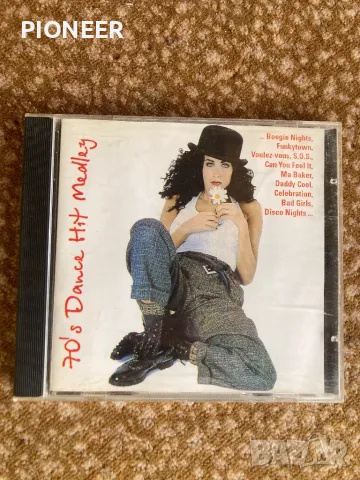 PIONEER
... Boogie Nights,
Funkytown,
Voulez-vous, S.O.S.,
Can You Feel It,
Ma Baker,
Daddy Cool,
Celebration,
Bad Girls,
Disco Nights ...
70's Dance Hit Medley
BAZAR